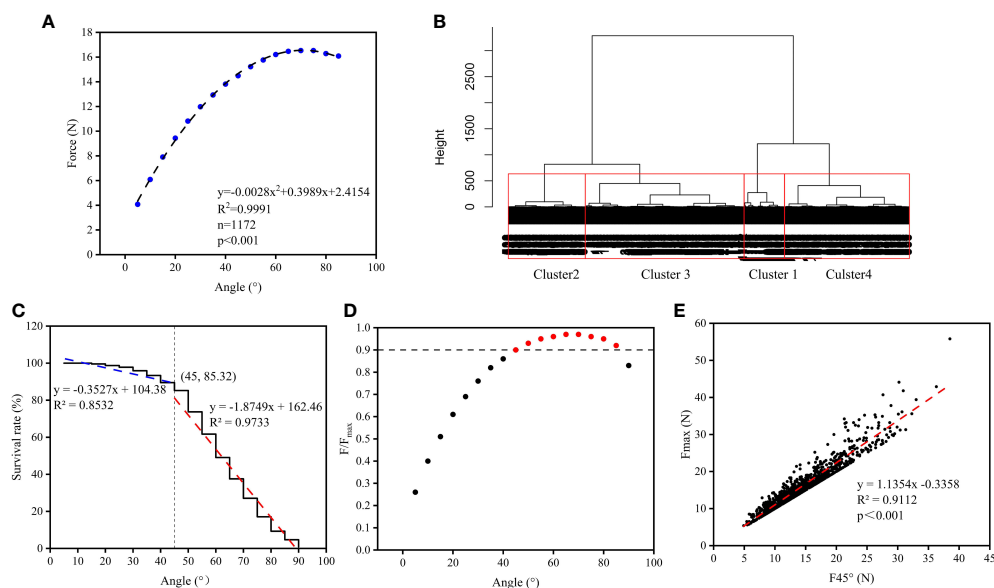 A
18
16
14
12
10
8
6
4
2
0
Force (N)
y=-0.0028x²+0.3989x+2.4154
R²=0.9991
n=1172
p<0.001
0 20 40 60 80 100
Angle (°)
B
Height
2500
1500
500
0
Cluster2 Cluster 3 Cluster 1 Culster4
C
120
100
80
60
40
20
0
Survival rate (%)
(45, 85.32)
y = -0.3527x + 104.38
R² = 0.8532
y = -1.8749x + 162.46
R² = 0.9733
0 10 20 30 40 50 60 70 80 90 100
Angle (°)
D
1.0
0.9
0.8
0.7
0.6
0.5
0.4
0.3
0.2
0.1
0.0
F/Fmax
0 20 40 60 80 100
Angle (°)
E
60
50
40
30
20
10
0
Fmax (N)
y = 1.1354x -0.3358
R² = 0.9112
p<0.001
0 5 10 15 20 25 30 35 40 45
F45° (N)